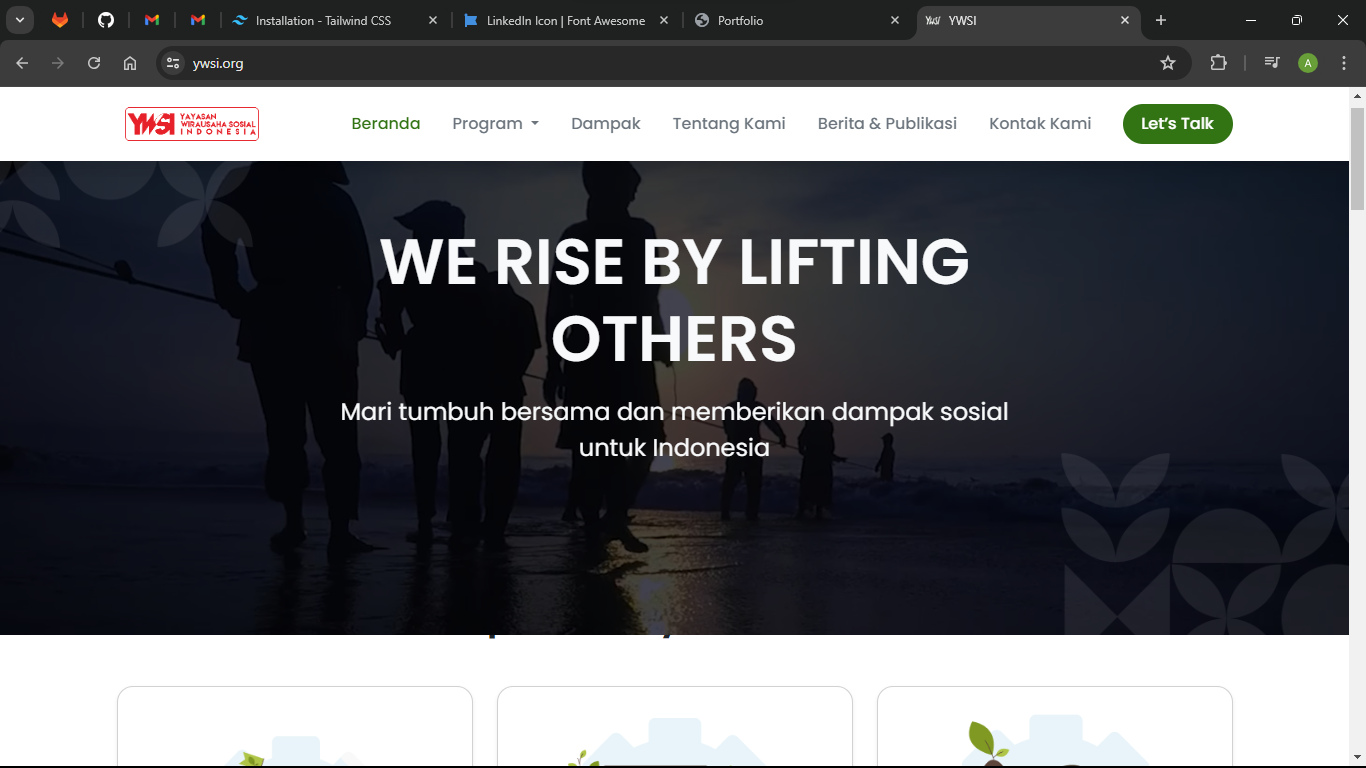 Installation - Tailwind CSS
LinkedIn Icon | Font Awesome
Portfolio
Ywsi YWSI
ywsi.org
A
YWSI YAYASAN
WIRAUSAHA SOSIAL
INDONESIA
Beranda
Program
Dampak
Tentang Kami
Berita & Publikasi
Kontak Kami
Let’s Talk
WE RISE BY LIFTING
OTHERS
Mari tumbuh bersama dan memberikan dampak sosial
untuk Indonesia